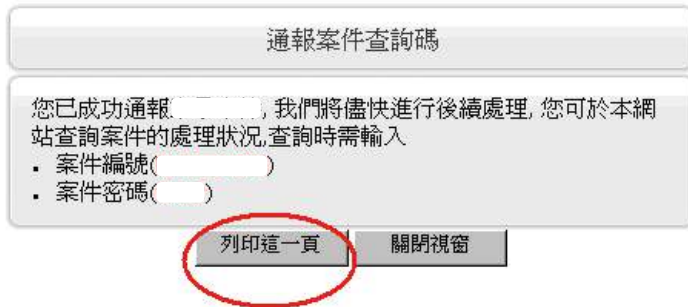 通報案件查詢碼
您已成功通報, 我們將儘快進行後續處理, 您可於本網
站查詢案件的處理狀況,查詢時需輸入
. 案件編號( )
. 案件密碼( )
列印這一頁 關閉視窗